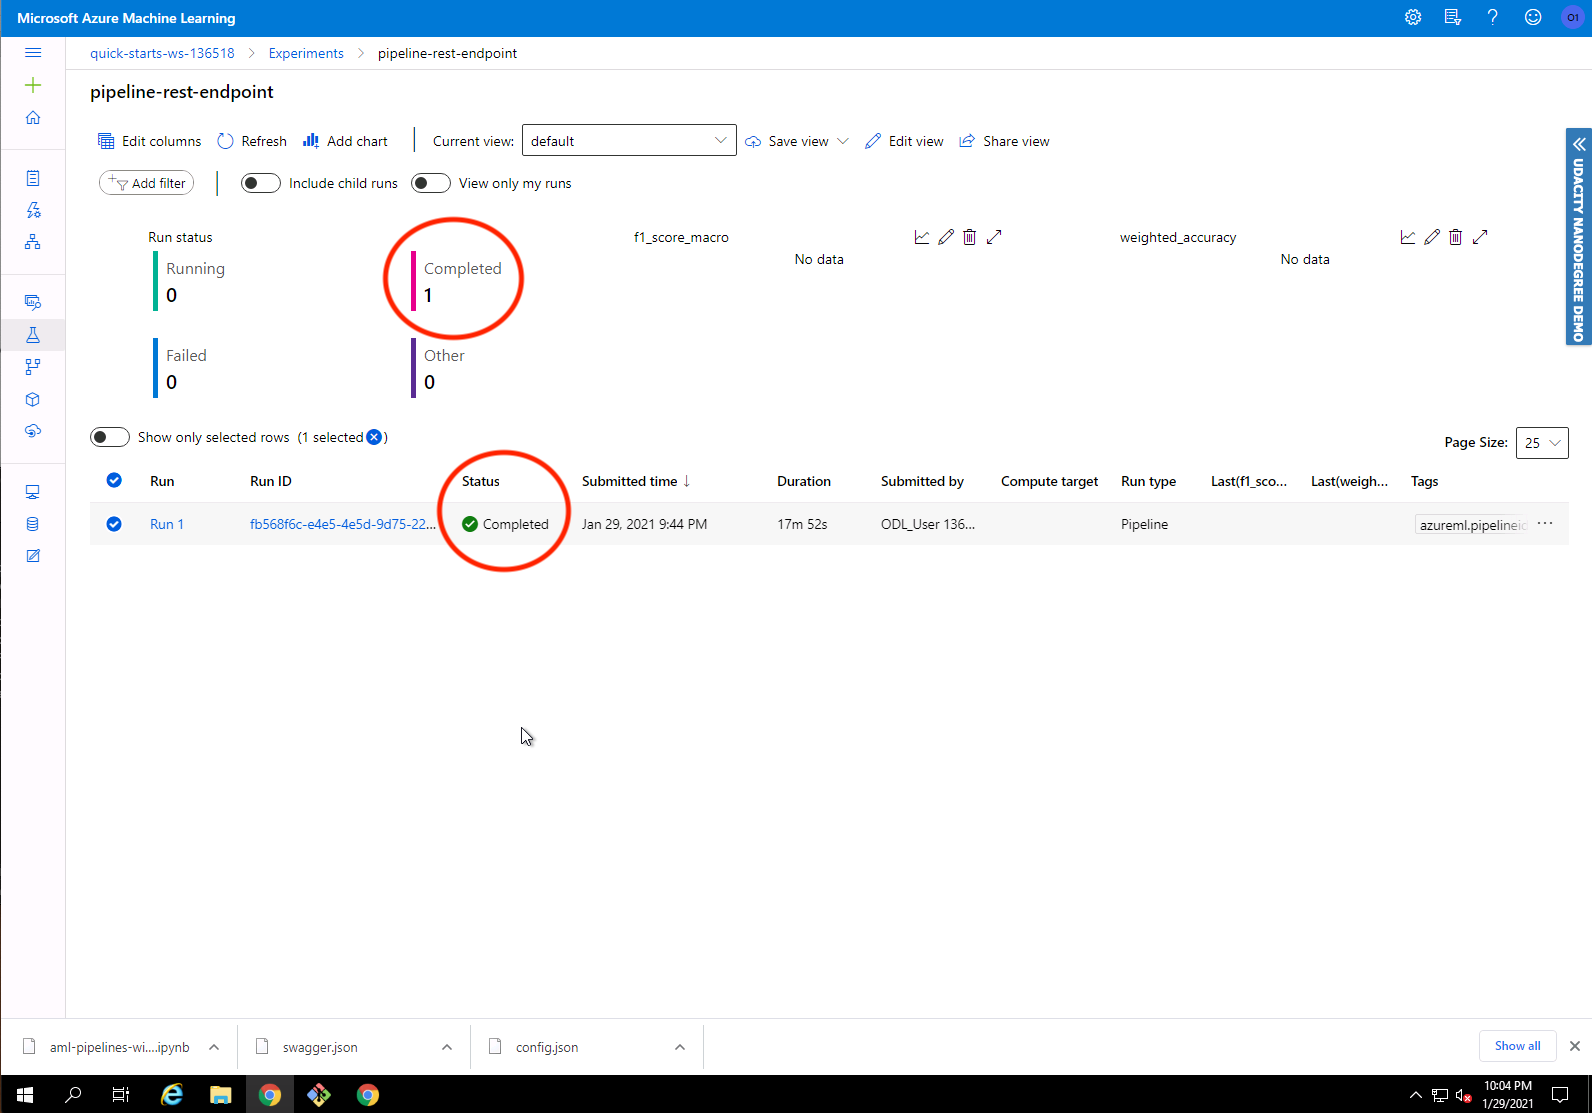 Microsoft Azure Machine Learning
O1
quick-starts-ws-136518 > Experiments > pipeline-rest-endpoint
pipeline-rest-endpoint
Edit columns Refresh Add chart Current view: default Save view Edit view Share view
Add filter Include child runs View only my runs
Run status
Running
0
Completed
1
Failed
0
Other
0
f1_score_macro
No data
weighted_accuracy
No data
UDACITY NANODEGREE DEMO
Show only selected rows (1 selected )
Page Size: 25
Run Run ID Status Submitted time ↓ Duration Submitted by Compute target Run type Last(f1_sco... Last(weigh... Tags
Run 1 fb568f6c-e4e5-4e5d-9d75-22... Completed Jan 29, 2021 9:44 PM 17m 52s ODL_User 136... Pipeline azureml.pipelineid ...
aml-pipelines-wi....ipynb swagger.json config.json Show all
10:04 PM
1/29/2021